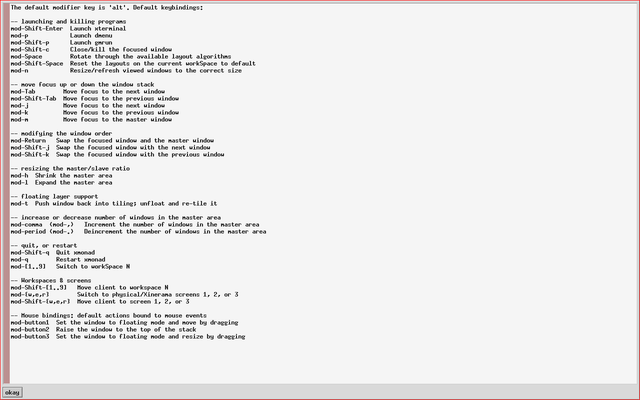 The default modifier key is 'alt'. Default keybindings:
-- launching and killing programs
mod-Shift-Enter  Launch xterminal
mod-p            Launch dmenu
mod-Shift-p      Launch gmrun
mod-Shift-c      Close/kill the focused window
mod-Space        Rotate through the available layout algorithms
mod-Shift-Space  Reset the layouts on the current workSpace to default
mod-n            Resize/refresh viewed windows to the correct size
-- move focus up or down the window stack
mod-Tab        Move focus to the next window
mod-Shift-Tab  Move focus to the previous window
mod-j          Move focus to the next window
mod-k          Move focus to the previous window
mod-m          Move focus to the master window
-- modifying the window order
mod-Return   Swap the focused window and the master window
mod-Shift-j  Swap the focused window with the next window
mod-Shift-k  Swap the focused window with the previous window
-- resizing the master/slave ratio
mod-h  Shrink the master area
mod-l  Expand the master area
-- floating layer support
mod-t  Push window back into tiling; unfloat and re-tile it
-- increase or decrease number of windows in the master area
mod-comma  (mod-,)   Increment the number of windows in the master area
mod-period (mod-.)   Deincrement the number of windows in the master area
-- quit, or restart
mod-Shift-q  Quit xmonad
mod-q        Restart xmonad
mod-[1..9]   Switch to workSpace N
-- Workspaces & screens
mod-Shift-[1..9]   Move client to workspace N
mod-{w,e,r}        Switch to physical/Xinerama screens 1, 2, or 3
mod-Shift-{w,e,r}  Move client to screen 1, 2, or 3
-- Mouse bindings: default actions bound to mouse events
mod-button1  Set the window to floating mode and move by dragging
mod-button2  Raise the window to the top of the stack
mod-button3  Set the window to floating mode and resize by dragging
okay